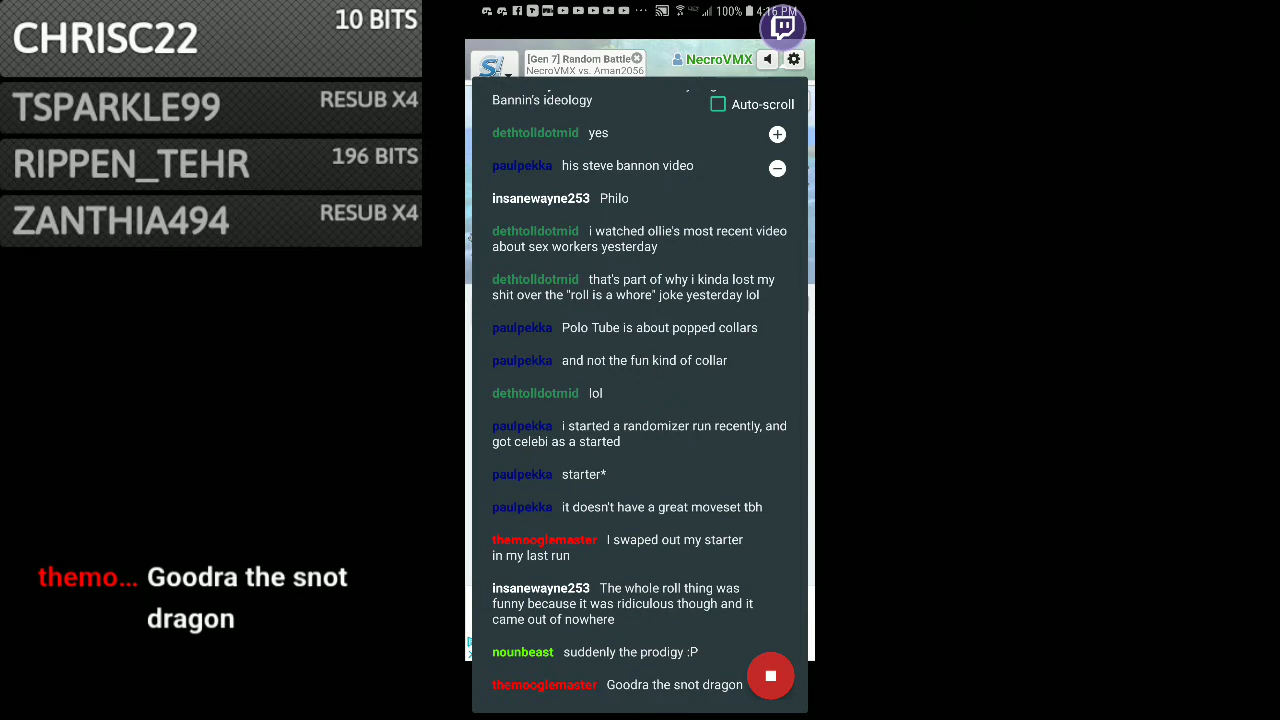 CHRISC22
10 BITS
TSPARKLE99
RESUB X4
RIPPEN_TEHR
196 BITS
ZANTHIA494
RESUB X4
themo... Goodra the snot
dragon
100% 4:16 PM
[Gen 7] Random Battle
NecroVMX vs. Aman2056
NecroVMX
Bannin's ideology
Auto-scroll
dethtolldotmid yes
paulpekka his steve bannon video
insanewayne253 Philo
dethtolldotmid i watched ollie's most recent video
about sex workers yesterday
dethtolldotmid that's part of why i kinda lost my
shit over the "roll is a whore" joke yesterday lol
paulpekka Polo Tube is about popped collars
paulpekka and not the fun kind of collar
dethtolldotmid lol
paulpekka i started a randomizer run recently, and
got celebi as a started
paulpekka starter*
paulpekka it doesn't have a great moveset tbh
themooglemaster I swaped out my starter
in my last run
insanewayne253 The whole roll thing was
funny because it was ridiculous though and it
came out of nowhere
nounbeast suddenly the prodigy :P
themooglemaster Goodra the snot dragon